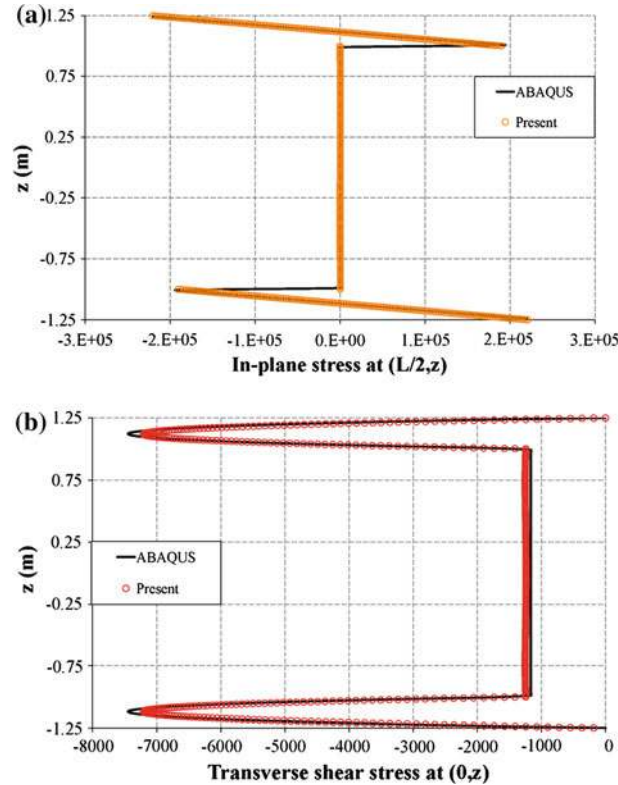 (a)
1.25
0.75
0.25
-0.25
-0.75
-1.25
z (m)
ABAQUS
Present
-3.E+05 -2.E+05 -1.E+05 0.E+00 1.E+05 2.E+05 3.E+05
In-plane stress at (L/2,z)
(b)
1.25
0.75
0.25
-0.25
-0.75
-1.25
z (m)
ABAQUS
Present
-8000 -7000 -6000 -5000 -4000 -3000 -2000 -1000 0
Transverse shear stress at (0,z)